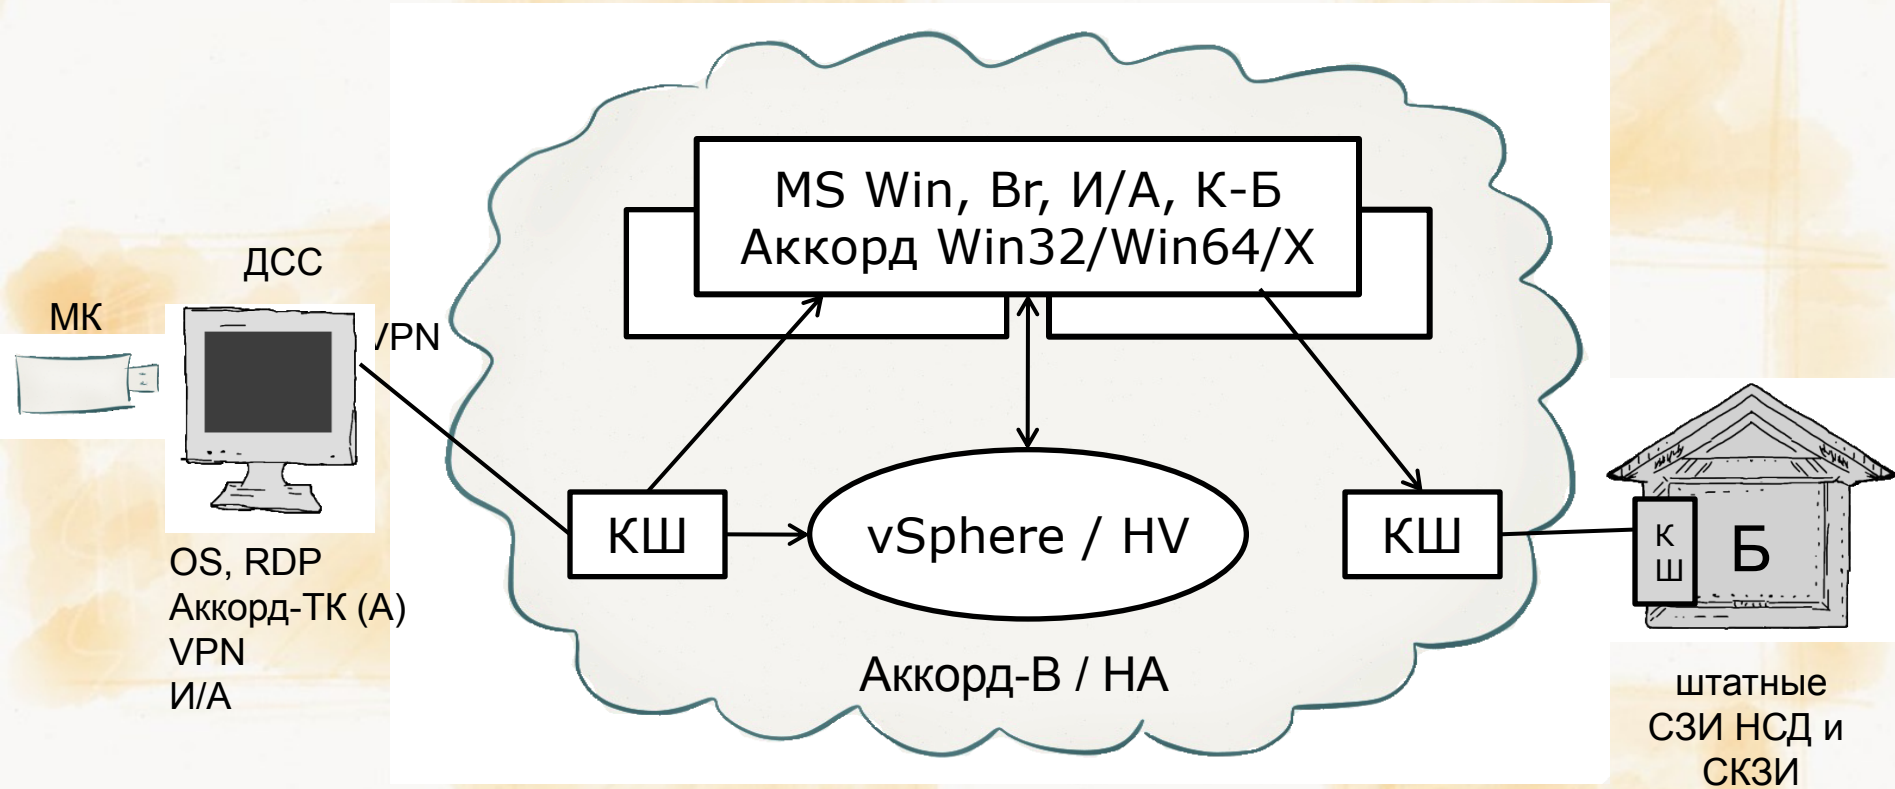 MS Win, Br, И/А, К-Б
Аккорд Win32/Win64/X
ДСС
МК
VPN
КШ
vSphere / HV
КШ
К
Ш
Б
OS, RDP
Аккорд-ТК (А)
VPN
И/А
Аккорд-В / НА
штатные
СЗИ НСД и
СКЗИ